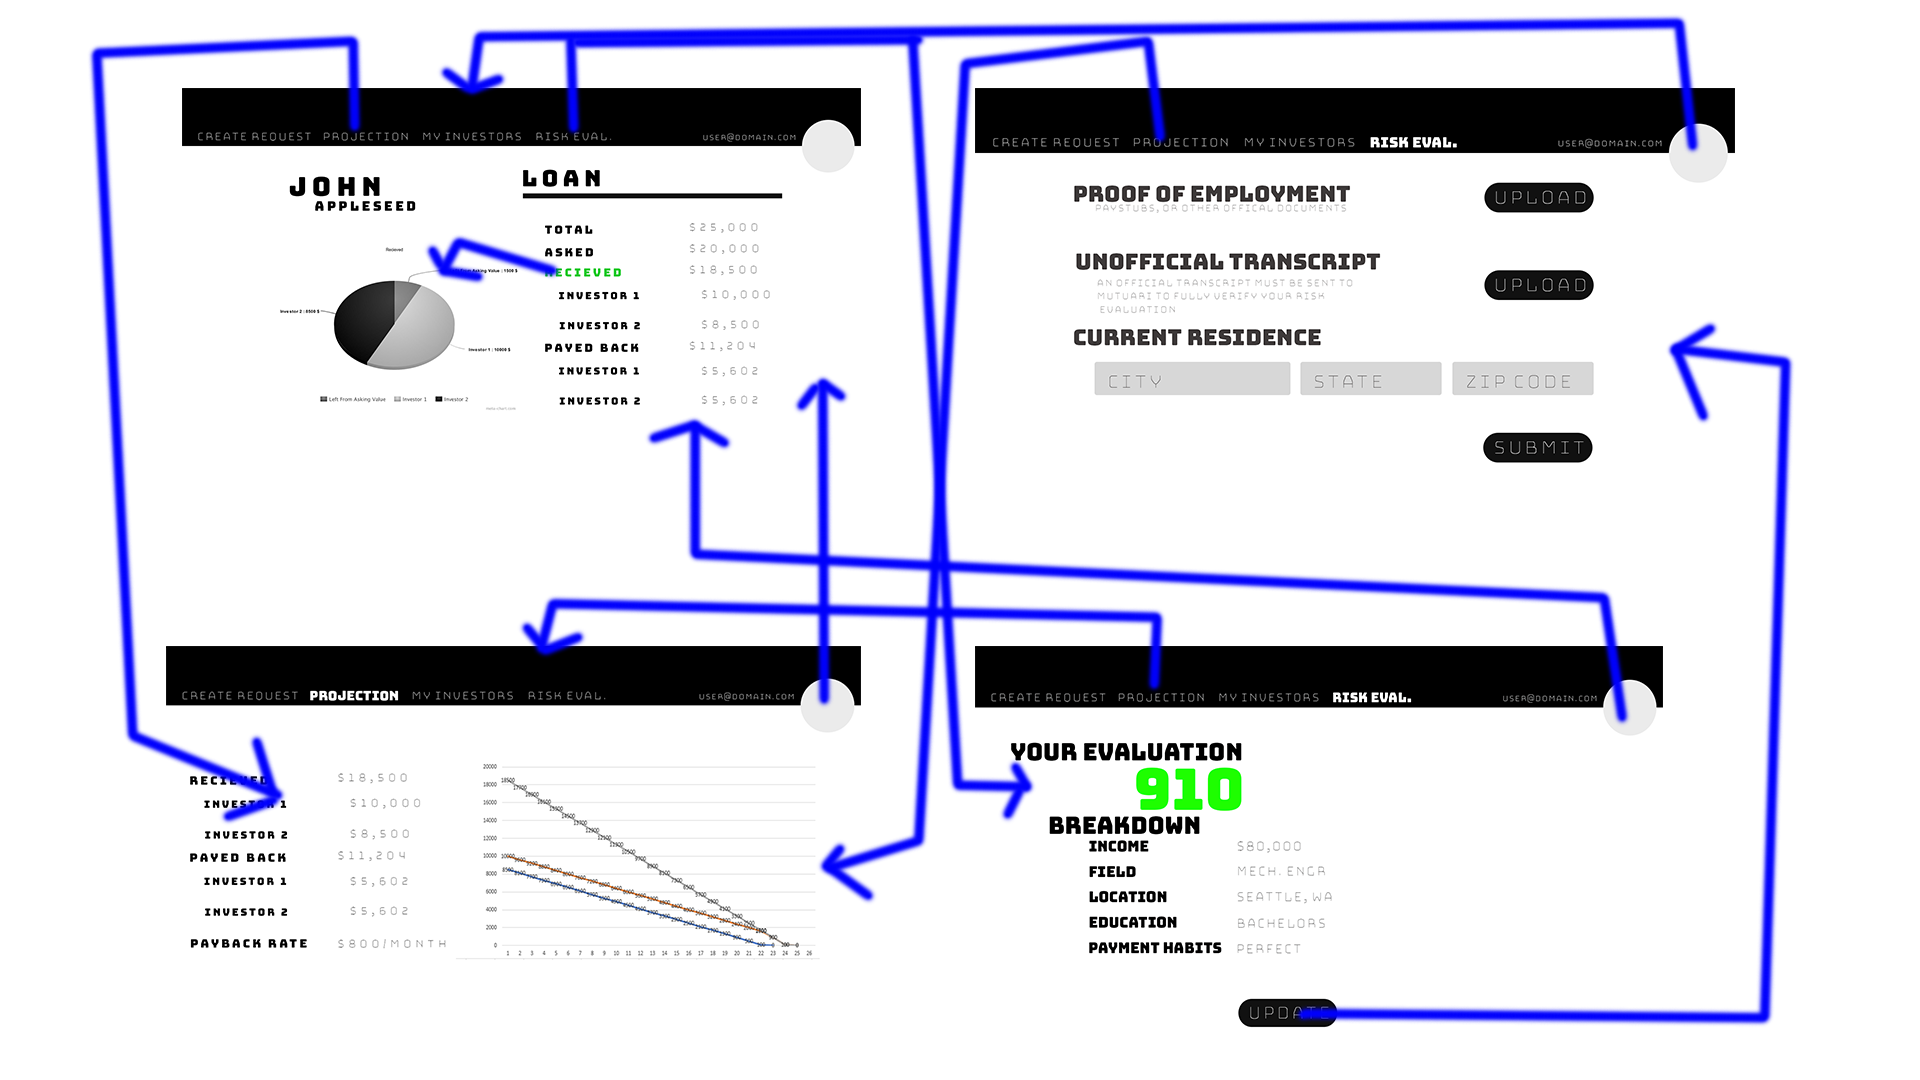 CREATE REQUEST PROJECTION MY INVESTORS RISK EVAL. USER@DOMAIN.COM
JOHN
APPLESEED
LOAN
TOTAL $25,000
ASKED $20,000
RECIEVED $18,500
INVESTOR 1 $10,000
INVESTOR 2 $8,500
PAYED BACK $11,204
INVESTOR 1 $5,602
INVESTOR 2 $5,602
Recieved
From Asking Value : 1500 $
Investor 2 : 8500 $
Investor 1 : 10000 $
Left From Asking Value Investor 1 Investor 2
CREATE REQUEST PROJECTION MY INVESTORS RISK EVAL. USER@DOMAIN.COM
PROOF OF EMPLOYMENT UPLOAD
PAYSTUBS, OR OTHER OFFICAL DOCUMENTS
UNOFFICIAL TRANSCRIPT UPLOAD
AN OFFICIAL TRANSCRIPT MUST BE SENT TO
MUTUARI TO FULLY VERIFY YOUR RISK
EVALUATION
CURRENT RESIDENCE
CITY STATE ZIP CODE
SUBMIT
CREATE REQUEST PROJECTION MY INVESTORS RISK EVAL. USER@DOMAIN.COM
RECIEVED $18,500
INVESTOR 1 $10,000
INVESTOR 2 $8,500
PAYED BACK $11,204
INVESTOR 1 $5,602
INVESTOR 2 $5,602
PAYBACK RATE $800/MONTH
20000
18000
16000
14000
12000
10000
8000
6000
4000
2000
0
1 2 3 4 5 6 7 8 9 10 11 12 13 14 15 16 17 18 19 20 21 22 23 24 25 26
CREATE REQUEST PROJECTION MY INVESTORS RISK EVAL. USER@DOMAIN.COM
YOUR EVALUATION
910
BREAKDOWN
INCOME $80,000
FIELD MECH. ENGR
LOCATION SEATTLE, WA
EDUCATION BACHELORS
PAYMENT HABITS PERFECT
UPDATE